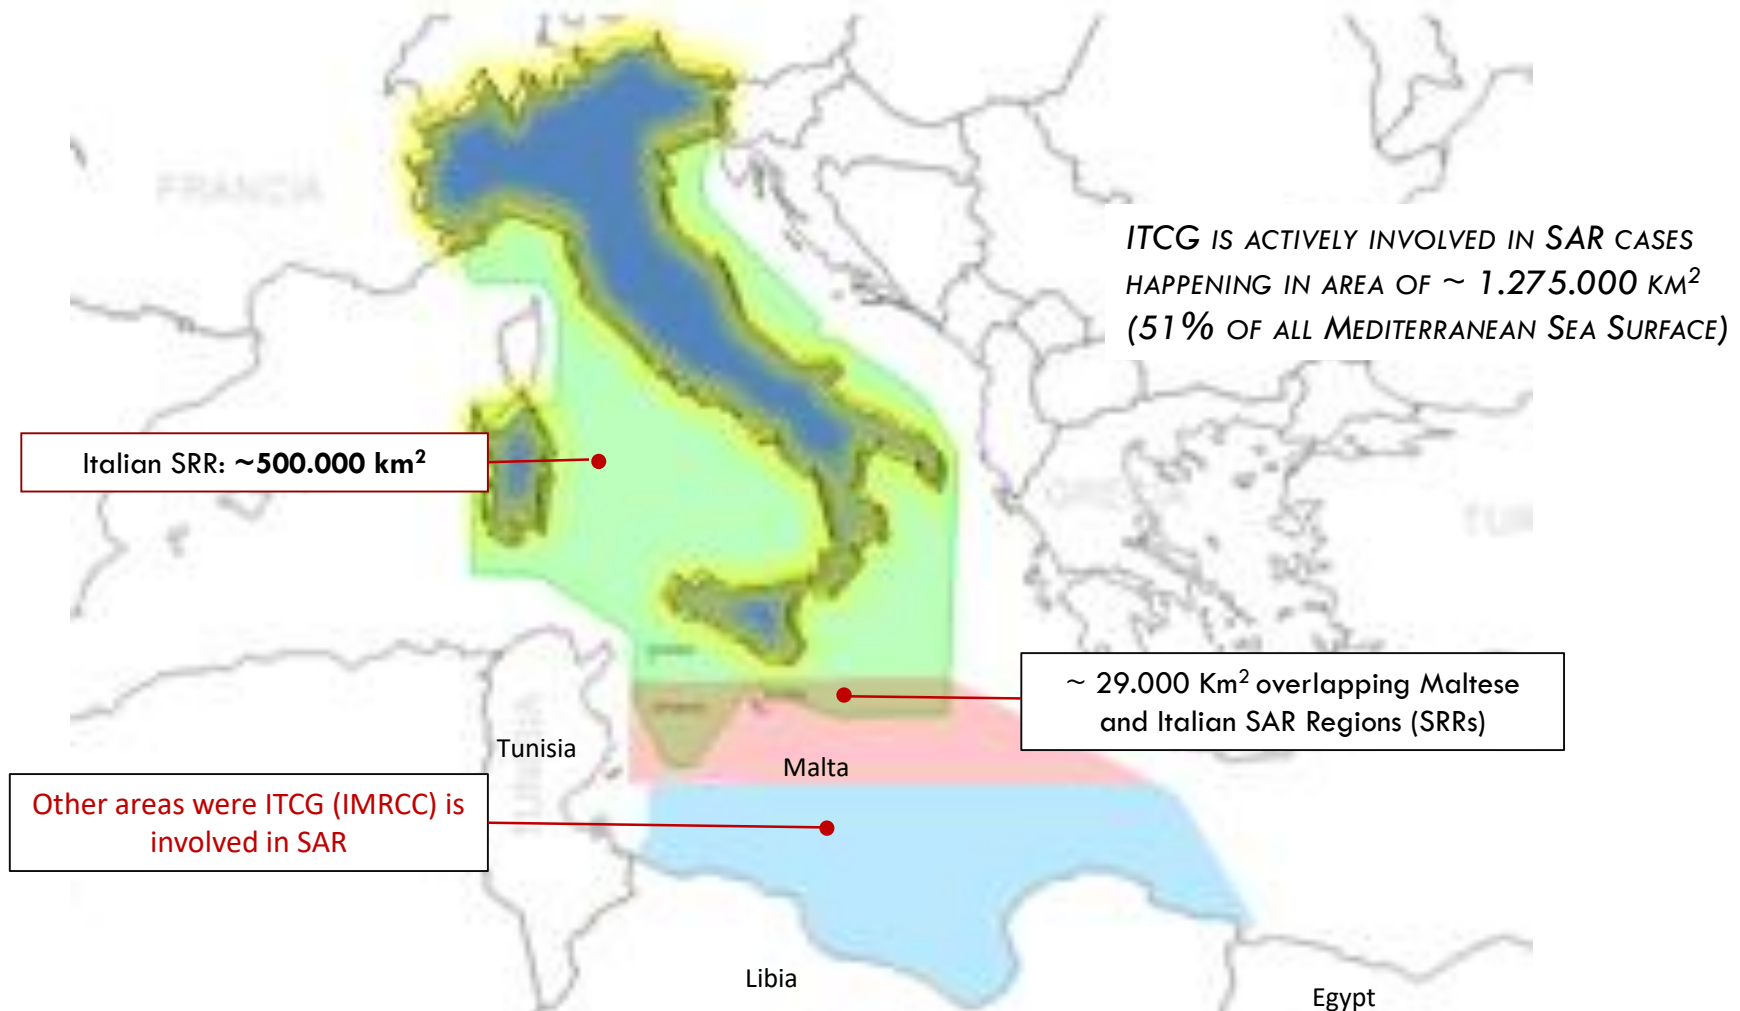 FRANCIA
ITCG IS ACTIVELY INVOLVED IN SAR CASES
HAPPENING IN AREA OF ~ 1.275.000 KM²
(51% OF ALL MEDITERRANEAN SEA SURFACE)
Italian SRR: ~500.000 km²
TUR
~ 29.000 Km² overlapping Maltese
and Italian SAR Regions (SRRs)
Tunisia
Malta
Other areas were ITCG (IMRCC) is
involved in SAR
Libia
Egypt